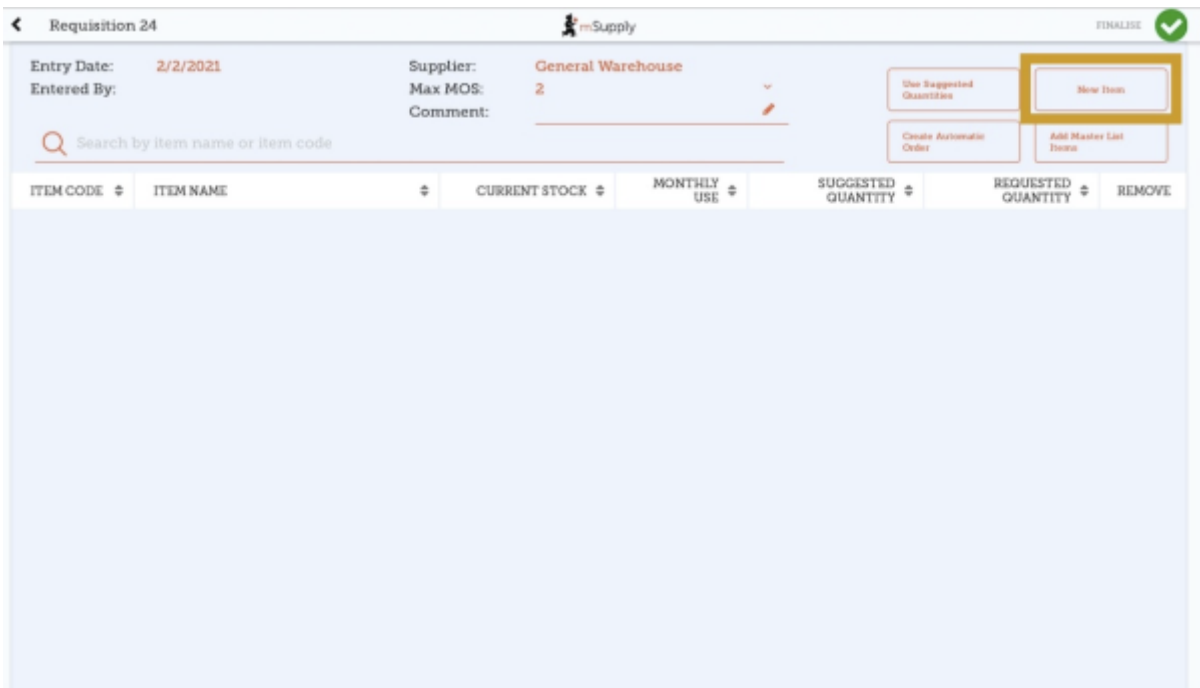 Requisition 24
mSupply
FINALISE
Entry Date: 2/2/2021
Supplier: General Warehouse
Entered By:
Max MOS: 2
Comment:
Use Suggested
Quantities
New Item
Search by item name or item code
Create Automatic
Order
Add Master List
Items
ITEM CODE
ITEM NAME
CURRENT STOCK
MONTHLY
USE
SUGGESTED
QUANTITY
REQUESTED
QUANTITY
REMOVE